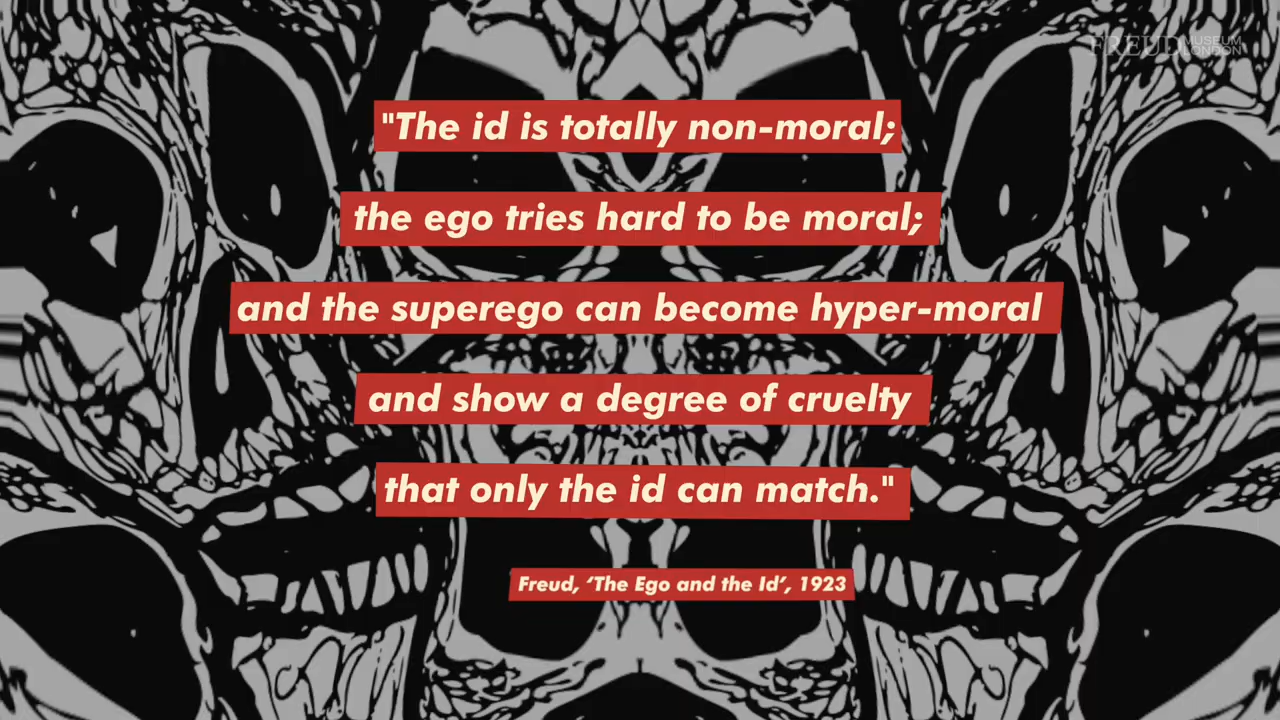 FREUD MUSEUM LONDON
"The id is totally non-moral;
the ego tries hard to be moral;
and the superego can become hyper-moral
and show a degree of cruelty
that only the id can match."
Freud, ‘The Ego and the Id’, 1923